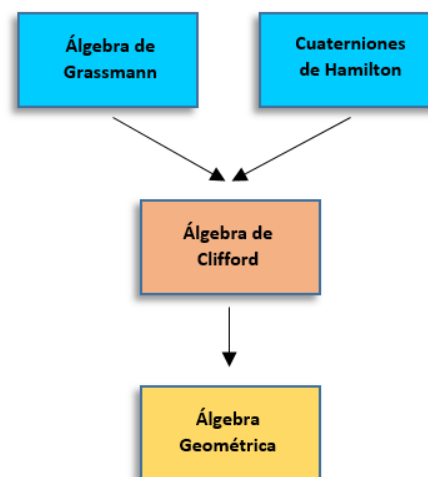 Álgebra de
Grassmann
Cuaterniones
de Hamilton
Álgebra de
Clifford
Álgebra
Geométrica